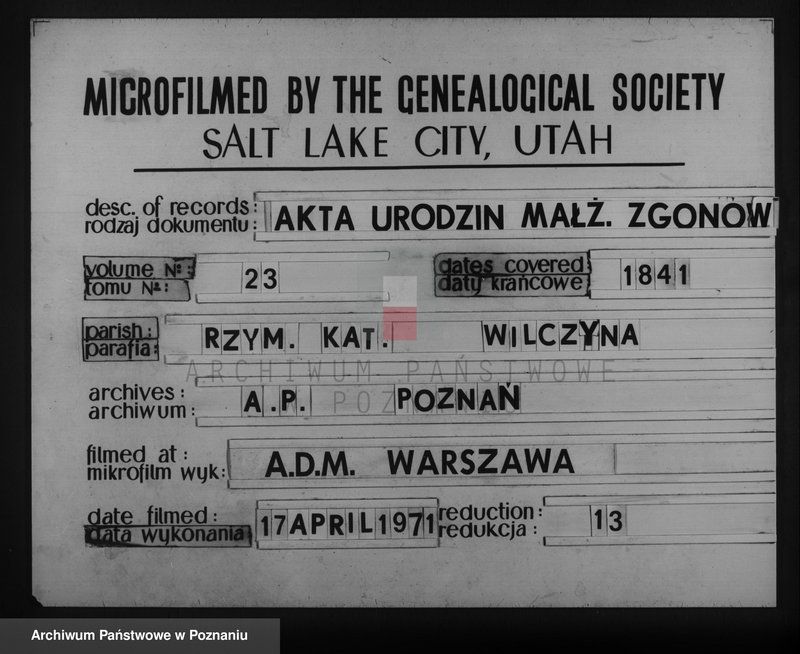 MICROFILMED BY THE GENEALOGICAL SOCIETY
SALT LAKE CITY, UTAH
desc. of records:
rodzaj dokumentu:
AKTA URODZIN MAŁŻ. ZGONÓW
volume №:
tomu №:
23
dates covered
daty krańcowe
1841
parish:
parafia:
RZYM. KAT. WILCZYNA
ARCHIWUM PAŃSTWOWE
archives:
archiwum:
A.P. POZNAŃ
filmed at:
mikrofilm wyk:
A.D.M. WARSZAWA
date filmed:
data wykonania
17 APRIL 1971
reduction:
redukcja:
13
Archiwum Państwowe w Poznaniu